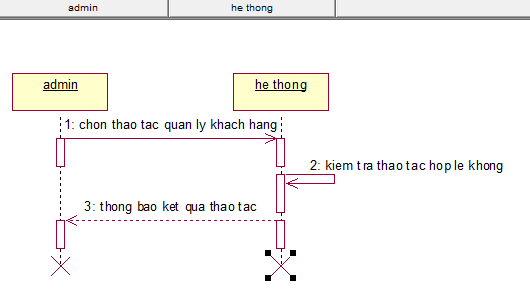 admin he thong
admin he thong
1: chon thao tac quan ly khach hang
2: kiem tra thao tac hop le khong
3: thong bao ket qua thao tac